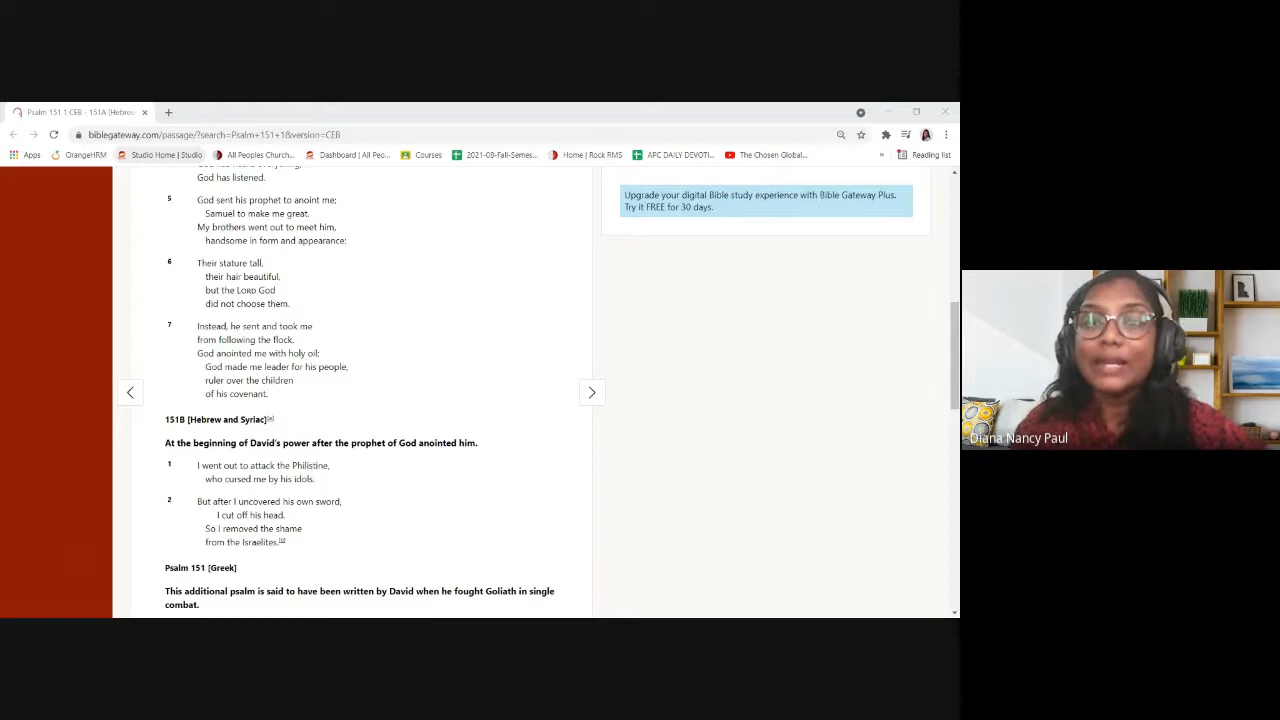 Psalm 151 1 CEB - 151A [Hebrew
biblegateway.com/passage/?search=Psalm+151+1&version=CEB
Apps OrangeHRM Studio Home | Studio All Peoples Church... Dashboard | All Peo... Courses 2021-08-Fall-Semes... Home | Rock RMS APC DAILY DEVOTI... The Chosen Global... » Reading list
God has listened.
5 God sent his prophet to anoint me;
Samuel to make me great.
My brothers went out to meet him,
handsome in form and appearance:
6 Their stature tall,
their hair beautiful,
but the LORD God
did not choose them.
7 Instead, he sent and took me
from following the flock.
God anointed me with holy oil;
God made me leader for his people,
ruler over the children
of his covenant.
151B [Hebrew and Syriac]
At the beginning of David's power after the prophet of God anointed him.
1 I went out to attack the Philistine,
who cursed me by his idols.
2 But after I uncovered his own sword,
I cut off his head.
So I removed the shame
from the Israelites.
Psalm 151 [Greek]
This additional psalm is said to have been written by David when he fought Goliath in single
combat.
Upgrade your digital Bible study experience with Bible Gateway Plus.
Try it FREE for 30 days.
Diana Nancy Paul